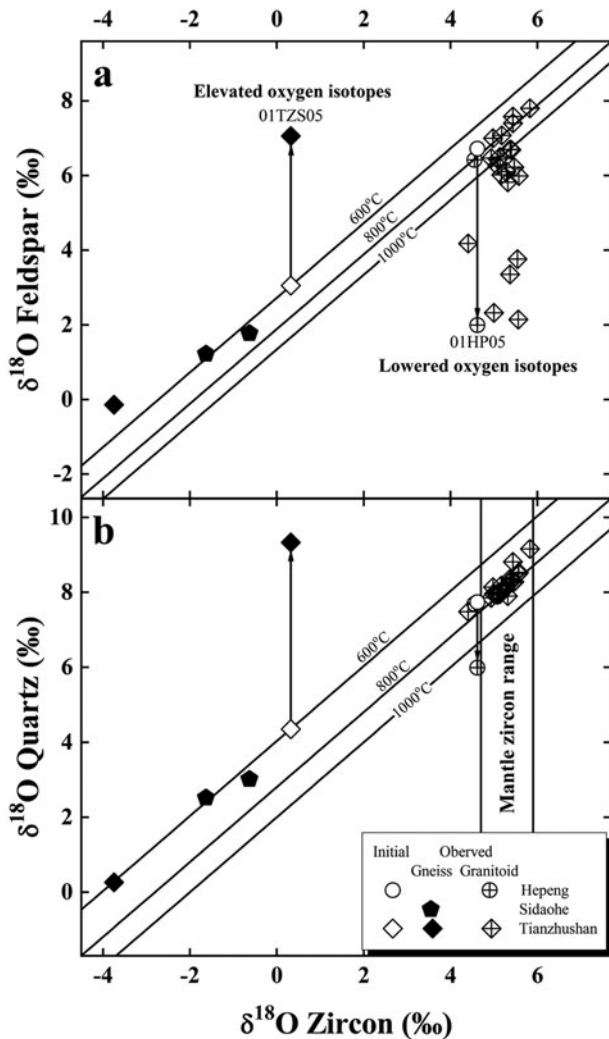 -4 -2 0 2 4 6
a
Elevated oxygen isotopes
01TZS05
600°C
800°C
1000°C
01HP05
Lowered oxygen isotopes
8
6
4
2
0
-2
δ¹⁸O Feldspar (‰)
b
600°C
800°C
1000°C
Mantle zircon range
10
8
6
4
2
0
δ¹⁸O Quartz (‰)
Initial Oberved
Gneiss Granitoid
Hepeng
Sidaohe
Tianzhushan
-4 -2 0 2 4 6
δ¹⁸O Zircon (‰)